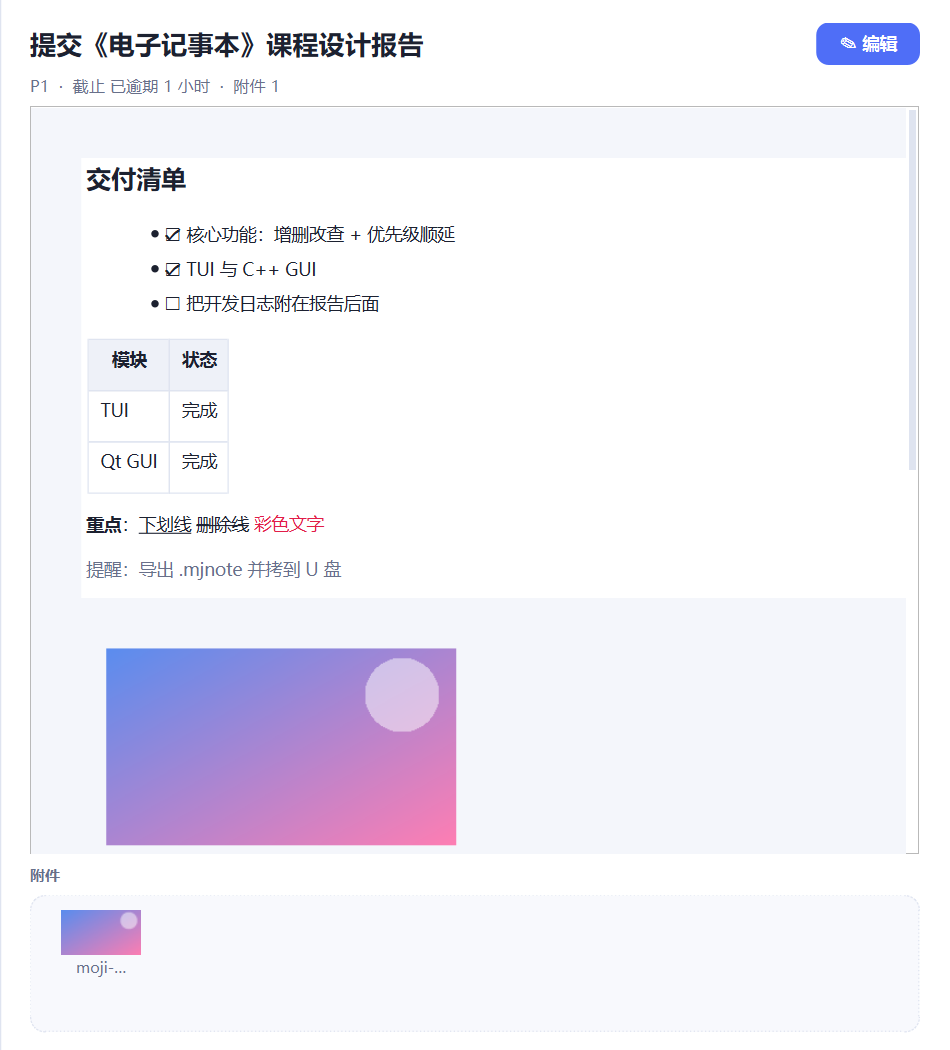 提交《电子记事本》课程设计报告
✎ 编辑
P1 · 截止 已逾期 1 小时 · 附件 1
交付清单
• ☑ 核心功能：增删改查 + 优先级顺延
• ☑ TUI 与 C++ GUI
• ☐ 把开发日志附在报告后面
模块 状态
TUI 完成
Qt GUI 完成
重点：下划线 删除线 彩色文字
提醒：导出 .mjnote 并拷到 U 盘
附件
moji-...